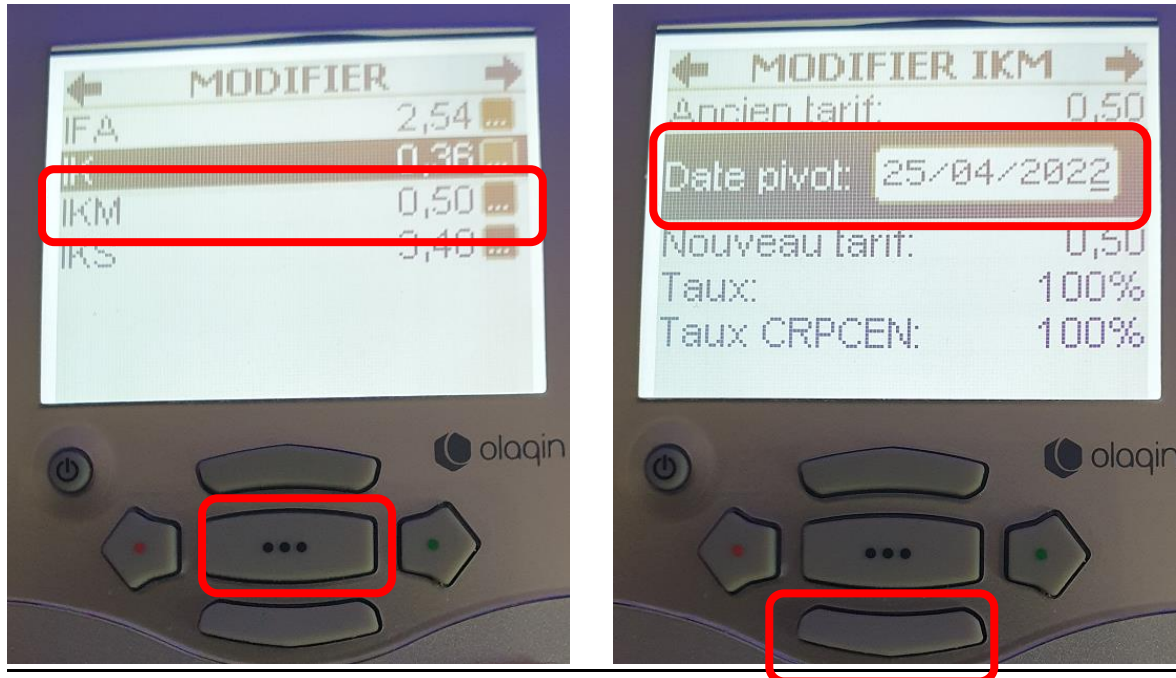 MODIFIER
IFA 2,54 ...
IK 0,36 ...
IKM 0,50 ...
IKS 3,40 ...
olaqin
MODIFIER IKM
Ancien tarif: 0,50
Date pivot: 25/04/2022
Nouveau tarif: 0,50
Taux: 100%
Taux CRPCEN: 100%
olaqin